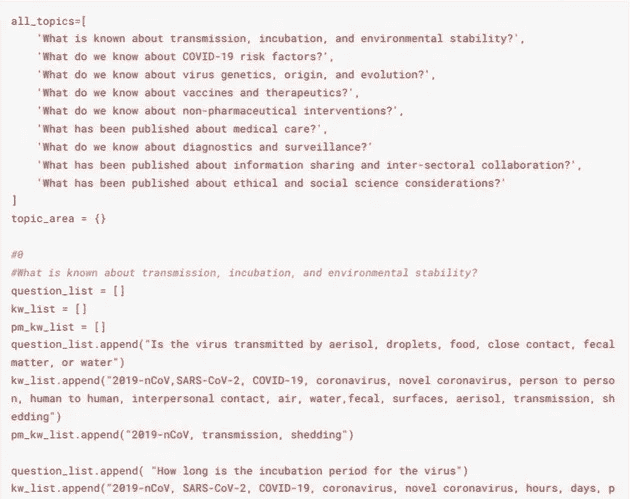 all_topics=[
'What is known about transmission, incubation, and environmental stability?',
'What do we know about COVID-19 risk factors?',
'What do we know about virus genetics, origin, and evolution?',
'What do we know about vaccines and therapeutics?',
'What do we know about non-pharmaceutical interventions?',
'What has been published about medical care?',
'What do we know about diagnostics and surveillance?'
'What has been published about information sharing and inter-sectoral collaboration?',
'What has been published about ethical and social science considerations?'
]
topic_area = {}
#0
#What is known about transmission, incubation, and environmental stability?
question_list = []
kw_list = []
pm_kw_list = []
question_list.append("Is the virus transmitted by aerisol, droplets, food, close contact, fecal
matter, or water")
kw_list.append("2019-nCoV,SARS-CoV-2, COVID-19, coronavirus, novel coronavirus, person to perso
n, human to human, interpersonal contact, air, water,fecal, surfaces, aerisol, transmission, sh
edding")
pm_kw_list.append("2019-nCoV, transmission, shedding")
question_list.append( "How long is the incubation period for the virus")
kw_list.append("2019-nCoV, SARS-CoV-2, COVID-19, coronavirus, novel coronavirus, hours, days, p